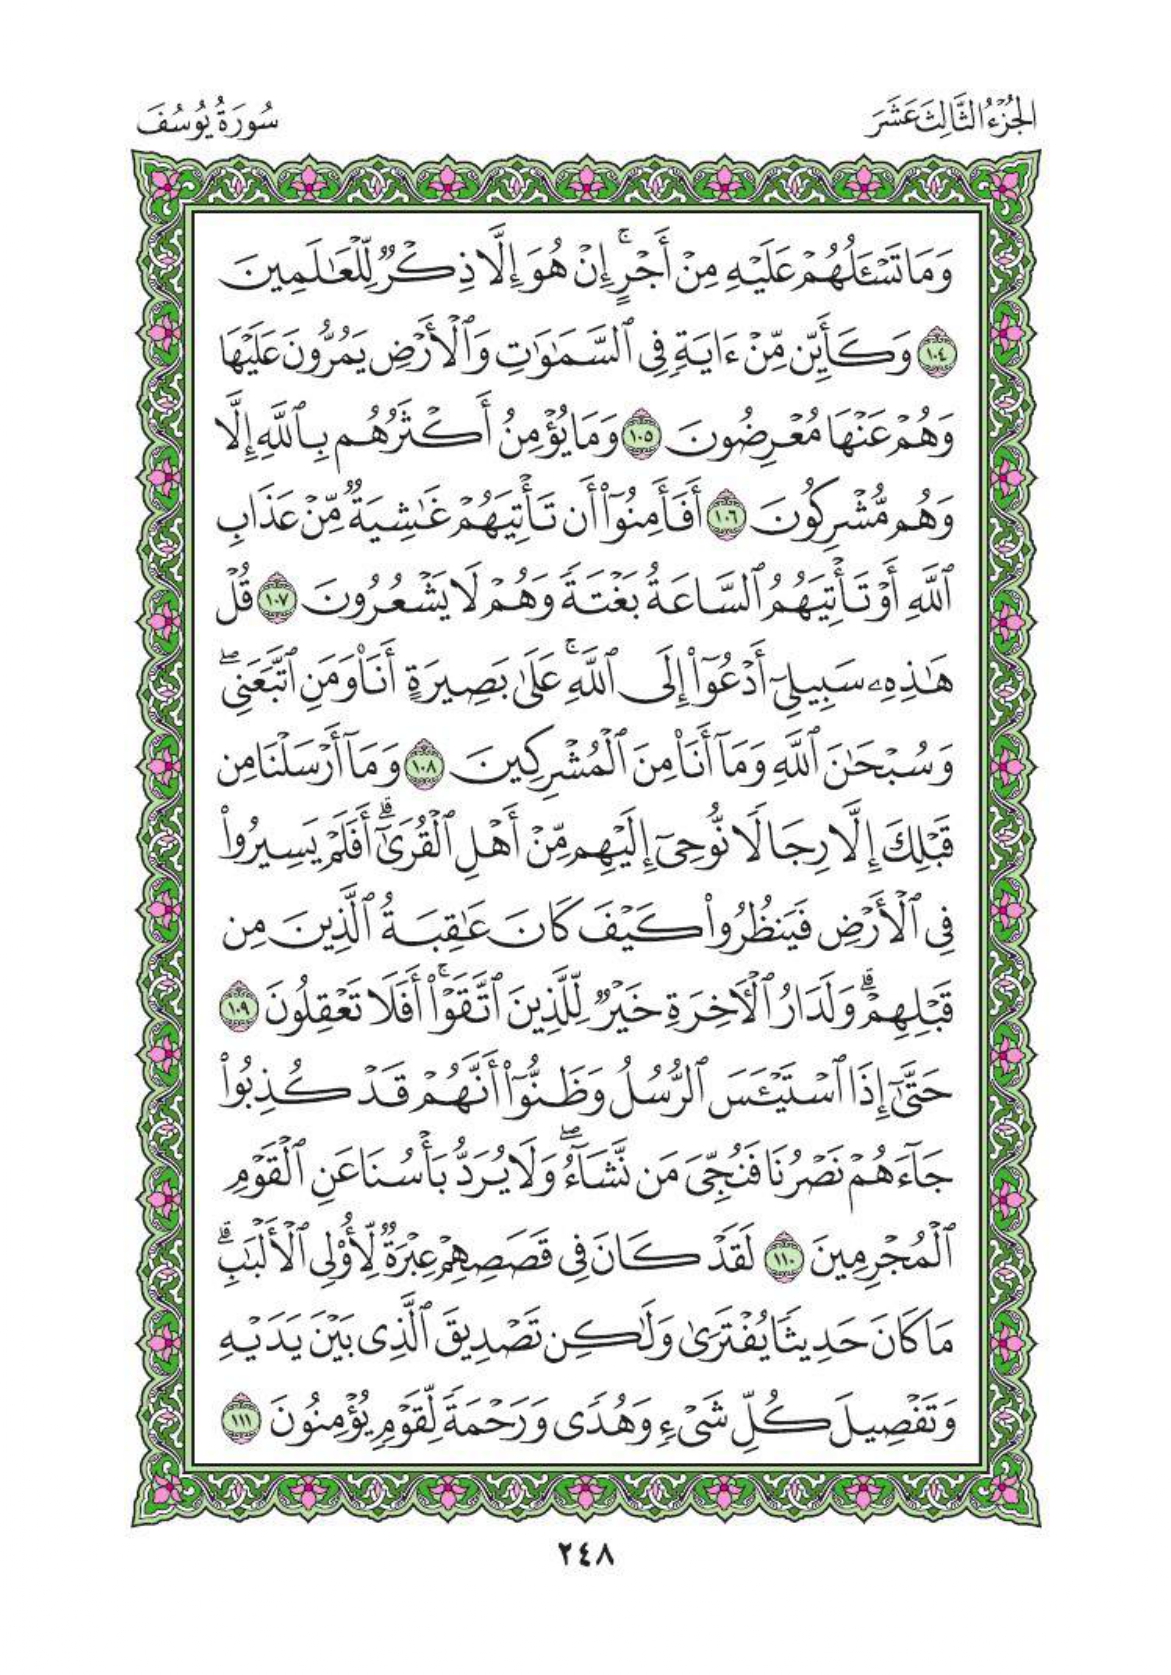 الجُزْءُ الثَّالِثَ عَشَرَ
سُورَةُ يُوسُفَ
وَمَا تَسْـَٔلُهُمْ عَلَيْهِ مِنْ أَجْرٍۚ إِنْ هُوَ إِلَّا ذِكْرٌ لِّلْعَـٰلَمِينَ
١٠٤ وَكَأَيِّن مِّنْ ءَايَةٍ فِى ٱلسَّمَـٰوَٰتِ وَٱلْأَرْضِ يَمُرُّونَ عَلَيْهَا
وَهُمْ عَنْهَا مُعْرِضُونَ ١٠٥ وَمَا يُؤْمِنُ أَكْثَرُهُم بِٱللَّهِ إِلَّا
وَهُم مُّشْرِكُونَ ١٠٦ أَفَأَمِنُوٓا۟ أَن تَأْتِيَهُمْ غَـٰشِيَةٌ مِّنْ عَذَابِ
ٱللَّهِ أَوْ تَأْتِيَهُمُ ٱلسَّاعَةُ بَغْتَةً وَهُمْ لَا يَشْعُرُونَ ١٠٧ قُلْ
هَـٰذِهِۦ سَبِيلِىٓ أَدْعُوٓا۟ إِلَى ٱللَّهِۚ عَلَىٰ بَصِيرَةٍ أَنَا۠ وَمَنِ ٱتَّبَعَنِىۖ
وَسُبْحَـٰنَ ٱللَّهِ وَمَآ أَنَا۠ مِنَ ٱلْمُشْرِكِينَ ١٠٨ وَمَآ أَرْسَلْنَا مِن
قَبْلِكَ إِلَّا رِجَالًا نُّوحِىٓ إِلَيْهِم مِّنْ أَهْلِ ٱلْقُرَىٰٓۗ أَفَلَمْ يَسِيرُوا۟
فِى ٱلْأَرْضِ فَيَنظُرُوا۟ كَيْفَ كَانَ عَـٰقِبَةُ ٱلَّذِينَ مِن
قَبْلِهِمْۗ وَلَدَارُ ٱلْـَٔاخِرَةِ خَيْرٌ لِّلَّذِينَ ٱتَّقَوْا۟ۚ أَفَلَا تَعْقِلُونَ ١٠٩
حَتَّىٰٓ إِذَا ٱسْتَيْـَٔسَ ٱلرُّسُلُ وَظَنُّوٓا۟ أَنَّهُمْ قَدْ كُذِبُوا۟
جَآءَهُمْ نَصْرُنَا فَنُجِّىَ مَن نَّشَآءُۖ وَلَا يُرَدُّ بَأْسُنَا عَنِ ٱلْقَوْمِ
ٱلْمُجْرِمِينَ ١١٠ لَقَدْ كَانَ فِى قَصَصِهِمْ عِبْرَةٌ لِّأُو۟لِى ٱلْأَلْبَـٰبِۗ
مَا كَانَ حَدِيثًا يُفْتَرَىٰ وَلَـٰكِن تَصْدِيقَ ٱلَّذِى بَيْنَ يَدَيْهِ
وَتَفْصِيلَ كُلِّ شَىْءٍ وَهُدًى وَرَحْمَةً لِّقَوْمٍ يُؤْمِنُونَ ١١١
٢٤٨